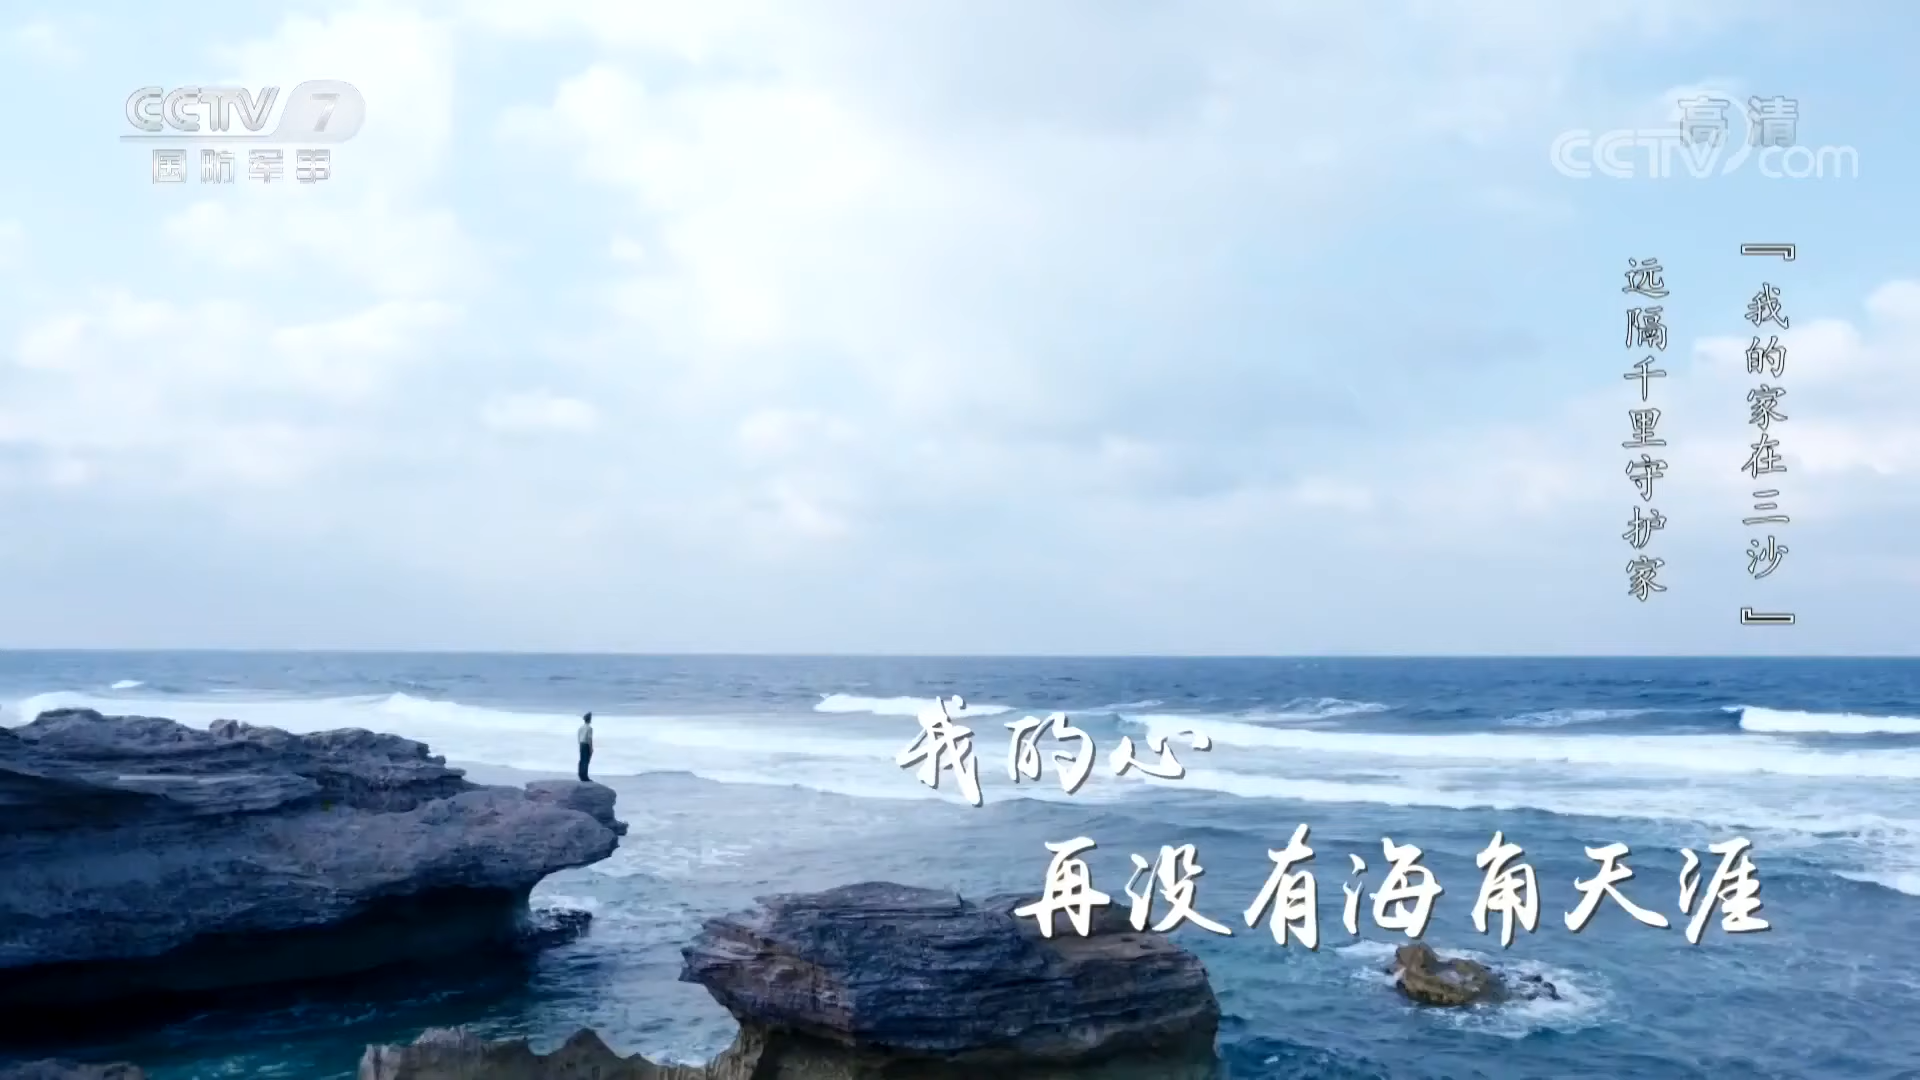 CCTV 7
国防军事
高清
CCTV.com
『我的家在三沙』
远隔千里守护家
我的心
再没有海角天涯